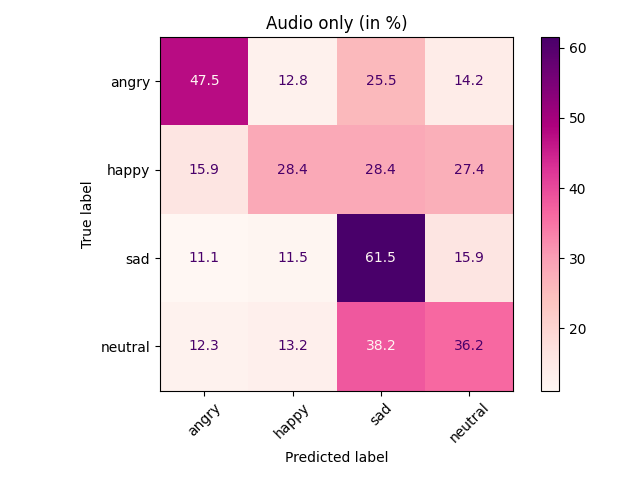 Audio only (in %)
angry 47.5 12.8 25.5 14.2
happy 15.9 28.4 28.4 27.4
sad 11.1 11.5 61.5 15.9
neutral 12.3 13.2 38.2 36.2
angry happy sad neutral
Predicted label
True label
60
50
40
30
20